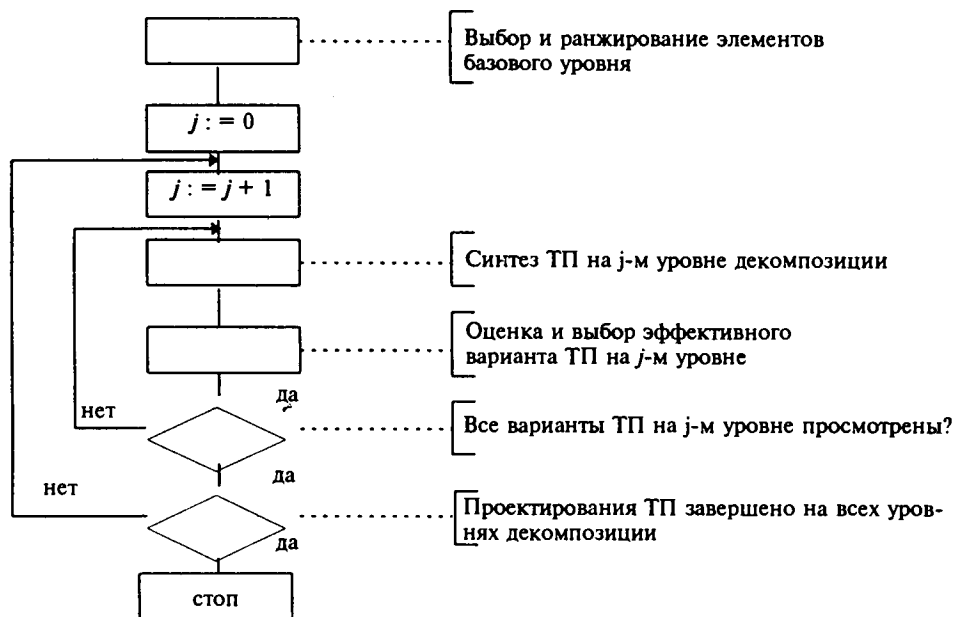 Выбор и ранжирование элементов
базового уровня
j : = 0
j : = j + 1
Синтез ТП на j-м уровне декомпозиции
Оценка и выбор эффективного
варианта ТП на j-м уровне
да
нет
Все варианты ТП на j-м уровне просмотрены?
да
нет
Проектирования ТП завершено на всех уров-
нях декомпозиции
да
стоп